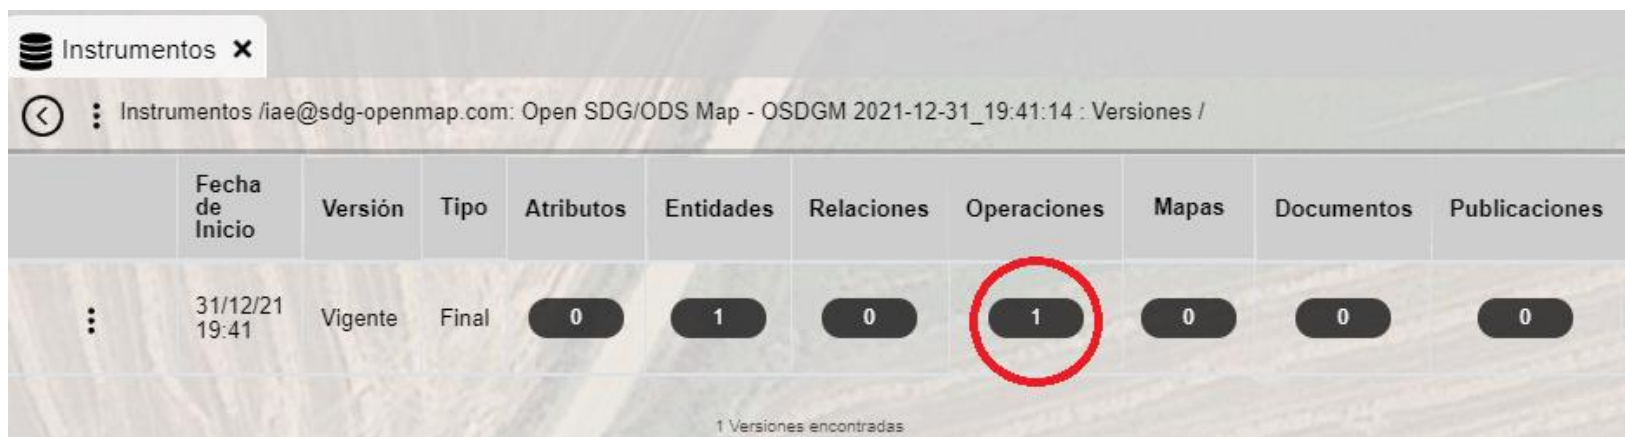 Instrumentos ✕
Instrumentos /iae@sdg-openmap.com: Open SDG/ODS Map - OSDGM 2021-12-31_19:41:14 : Versiones /
Fecha de Inicio Versión Tipo Atributos Entidades Relaciones Operaciones Mapas Documentos Publicaciones
31/12/21 19:41 Vigente Final 0 1 0 1 0 0 0
1 Versiones encontradas